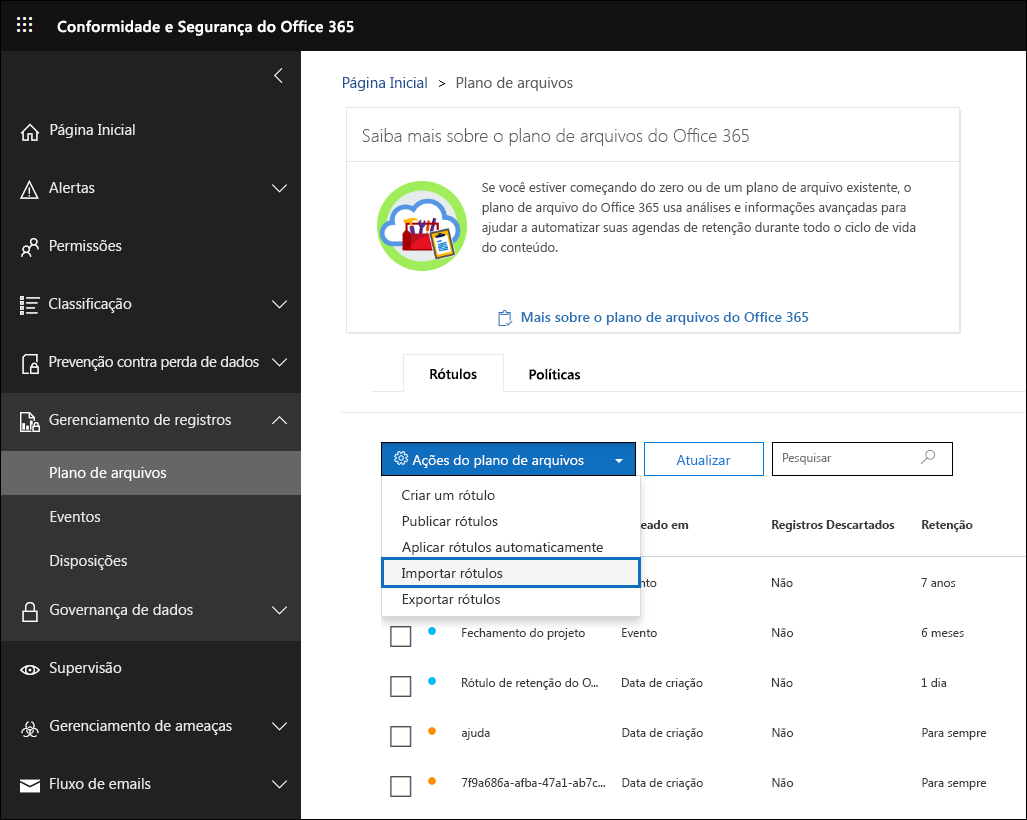 Conformidade e Segurança do Office 365
Página Inicial
Alertas
Permissões
Classificação
Prevenção contra perda de dados
Gerenciamento de registros
Plano de arquivos
Eventos
Disposições
Governança de dados
Supervisão
Gerenciamento de ameaças
Fluxo de emails
Página Inicial > Plano de arquivos
Saiba mais sobre o plano de arquivos do Office 365
Se você estiver começando do zero ou de um plano de arquivo existente, o
plano de arquivo do Office 365 usa análises e informações avançadas para
ajudar a automatizar suas agendas de retenção durante todo o ciclo de vida
do conteúdo.
Mais sobre o plano de arquivos do Office 365
Rótulos Políticas
Ações do plano de arquivos Atualizar Pesquisar
Criar um rótulo
Publicar rótulos
Aplicar rótulos automaticamente
Importar rótulos
Exportar rótulos
eado em Registros Descartados Retenção
nto Não 7 anos
Fechamento do projeto Evento Não 6 meses
Rótulo de retenção do O... Data de criação Não 1 dia
ajuda Data de criação Não Para sempre
7f9a686a-afba-47a1-ab7c... Data de criação Não Para sempre